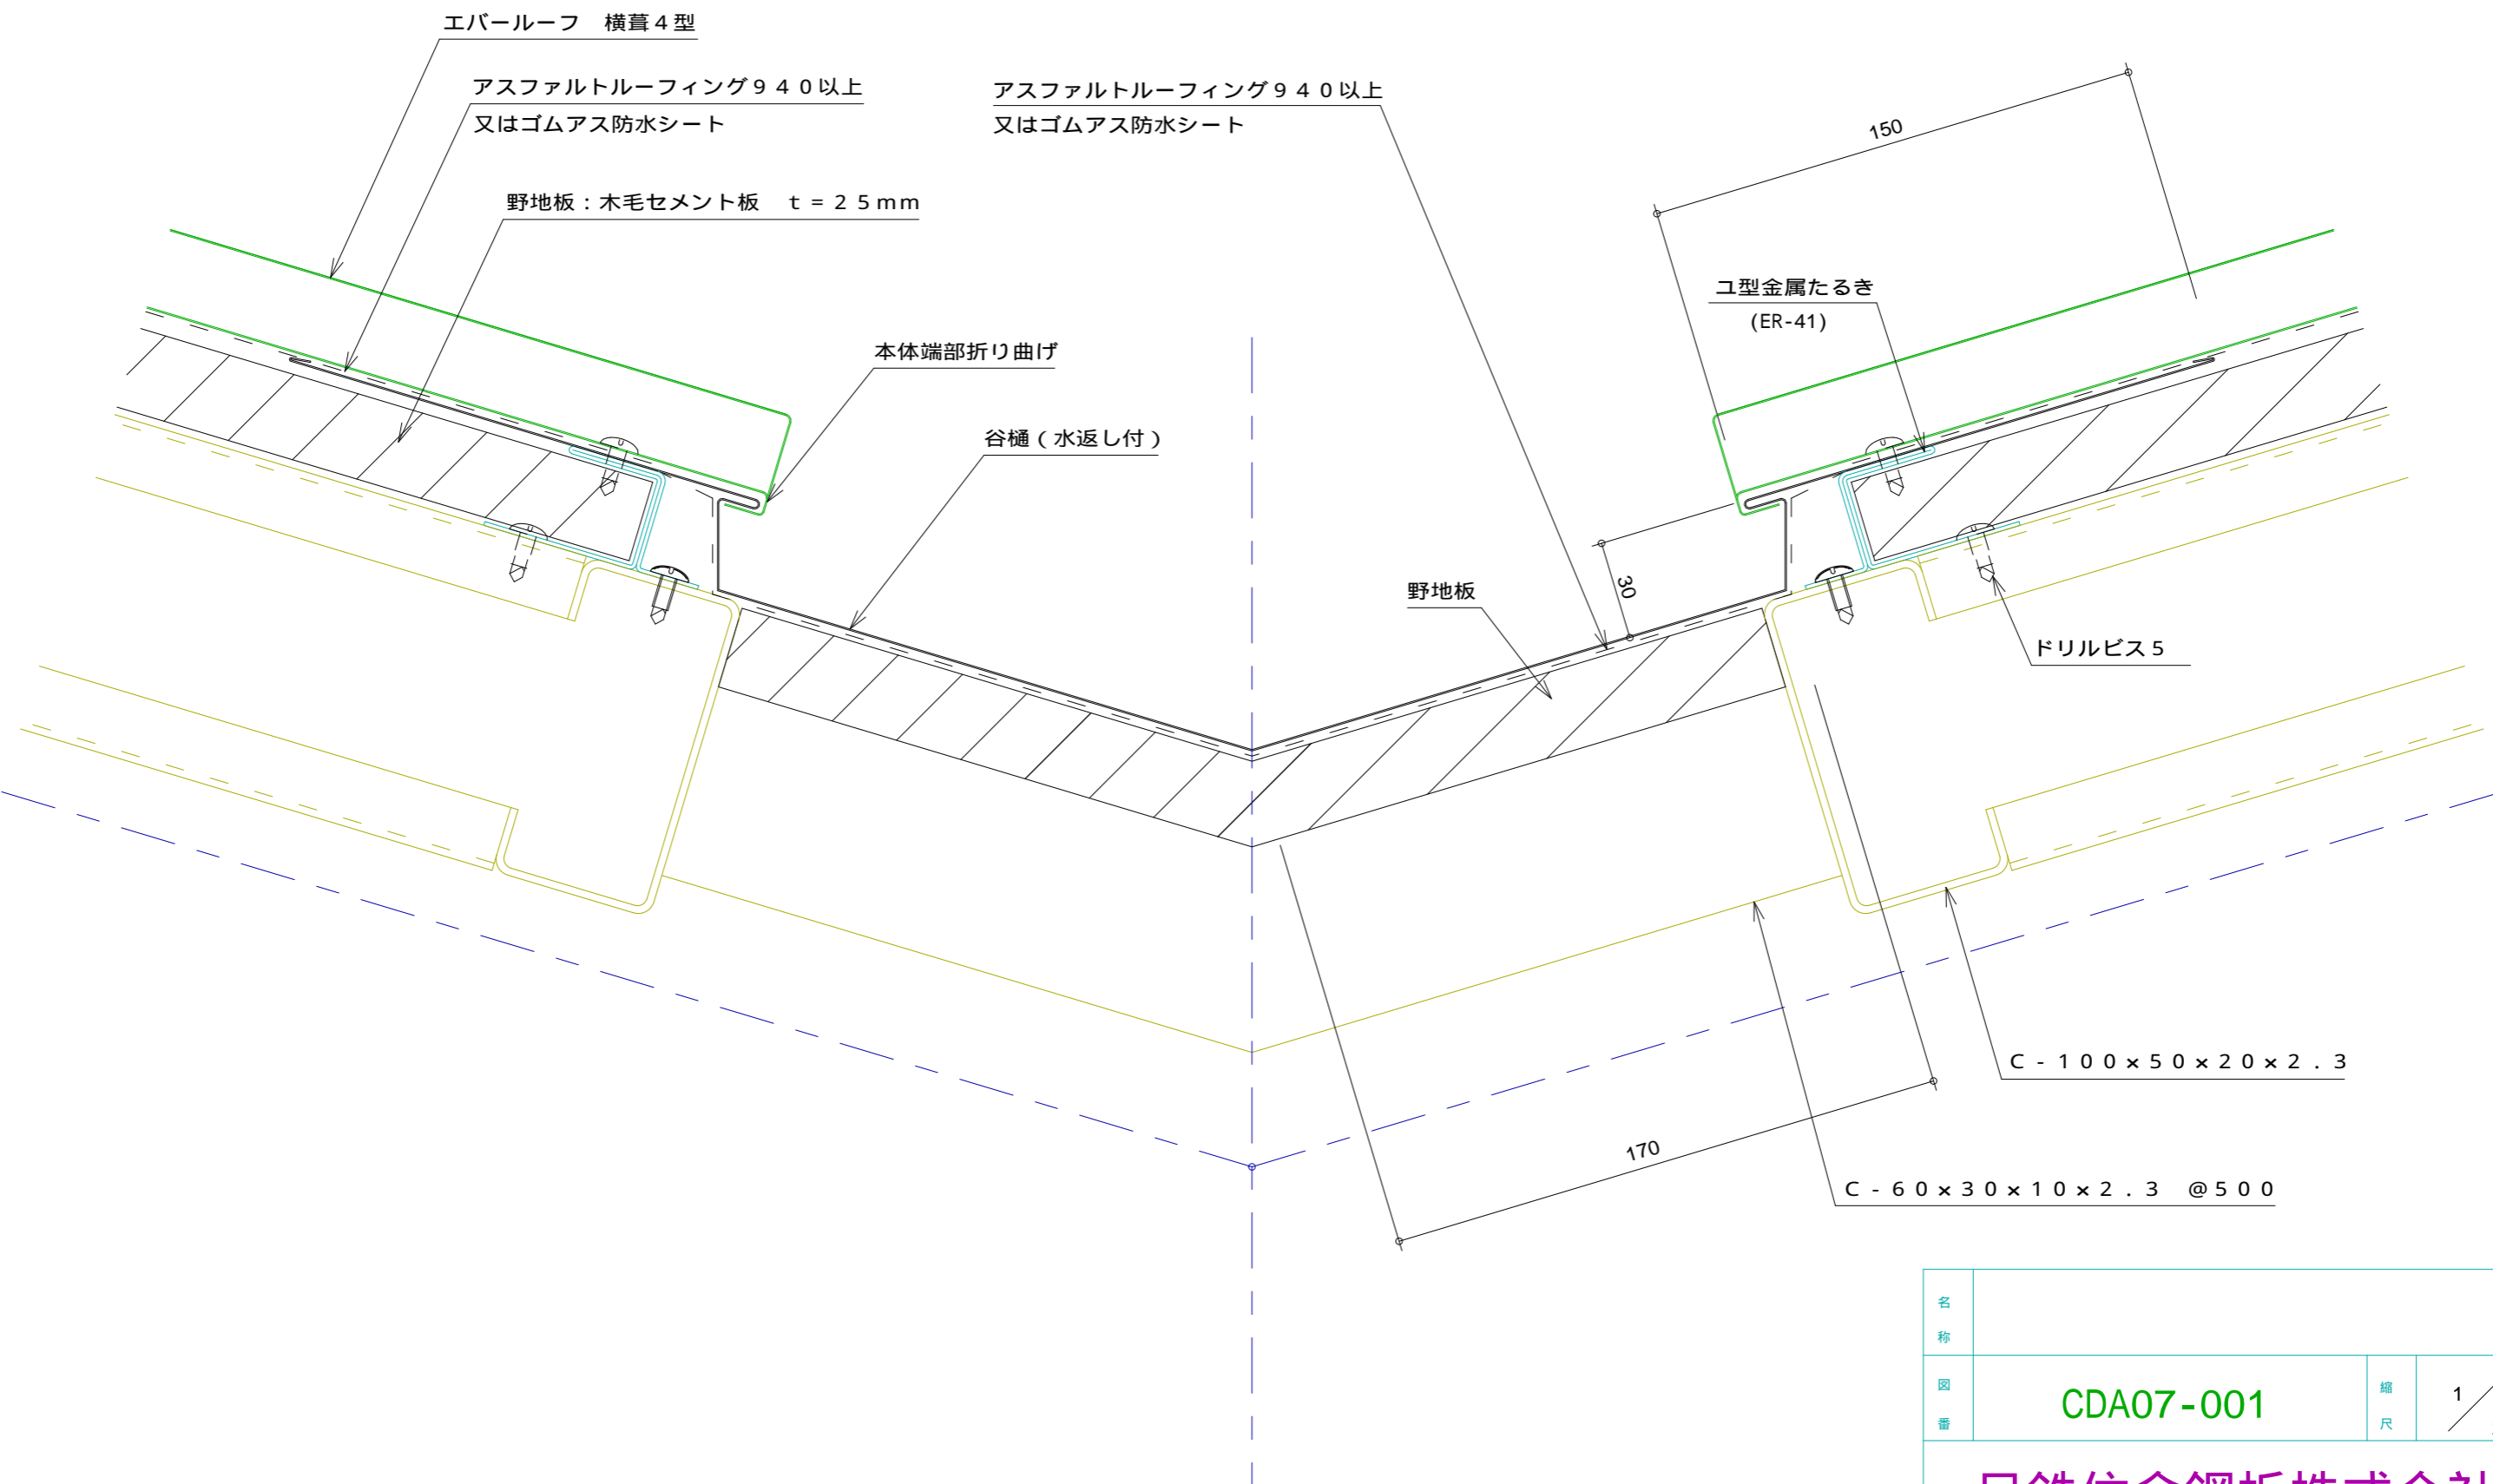 エバールーフ　横葺４型
アスファルトルーフィング９４０以上
又はゴムアス防水シート
アスファルトルーフィング９４０以上
又はゴムアス防水シート
150
野地板：木毛セメント板　ｔ＝２５mm
ユ型金属たるき
(ER-41)
本体端部折り曲げ
谷樋（水返し付）
30
野地板
ドリルビス５
Ｃ－１００×５０×２０×２．３
170
Ｃ－６０×３０×１０×２．３　＠５００
名称
図番
CDA07-001
縮尺
1／